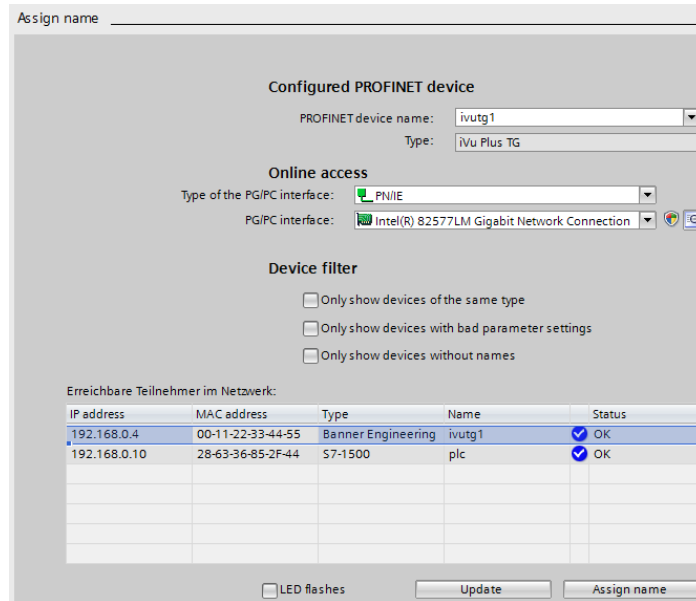 Assign name
Configured PROFINET device
PROFINET device name: ivutg1
Type: iVu Plus TG
Online access
Type of the PG/PC interface: PN/IE
PG/PC interface: Intel(R) 82577LM Gigabit Network Connection
Device filter
Only show devices of the same type
Only show devices with bad parameter settings
Only show devices without names
Erreichbare Teilnehmer im Netzwerk:
IP address MAC address Type Name Status
192.168.0.4 00-11-22-33-44-55 Banner Engineering ivutg1 OK
192.168.0.10 28-63-36-85-2F-44 S7-1500 plc OK
LED flashes Update Assign name